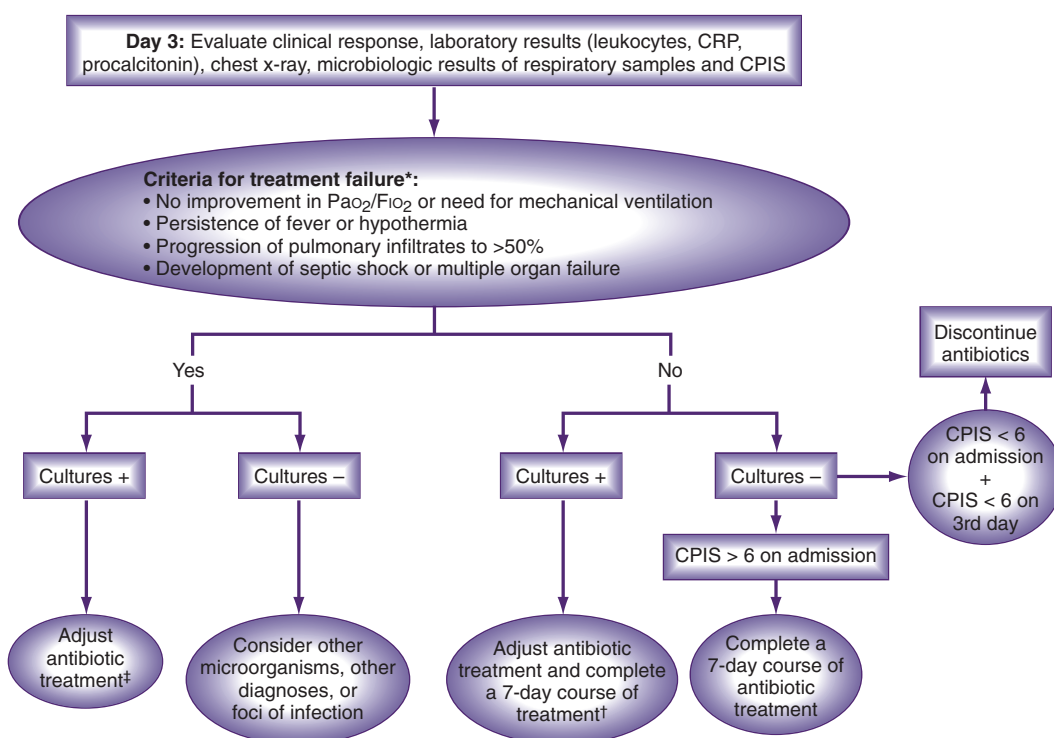 Day 3: Evaluate clinical response, laboratory results (leukocytes, CRP,
procalcitonin), chest x-ray, microbiologic results of respiratory samples and CPIS
Criteria for treatment failure*:
• No improvement in PaO₂/FIO₂ or need for mechanical ventilation
• Persistence of fever or hypothermia
• Progression of pulmonary infiltrates to >50%
• Development of septic shock or multiple organ failure
Yes
No
Discontinue
antibiotics
Cultures +
Cultures –
Cultures +
Cultures –
CPIS < 6
on admission
+
CPIS < 6 on
3rd day
CPIS > 6 on admission
Adjust
antibiotic
treatment‡
Consider other
microorganisms, other
diagnoses, or
foci of infection
Adjust antibiotic
treatment and complete
a 7-day course of
treatment†
Complete a
7-day course of
antibiotic
treatment